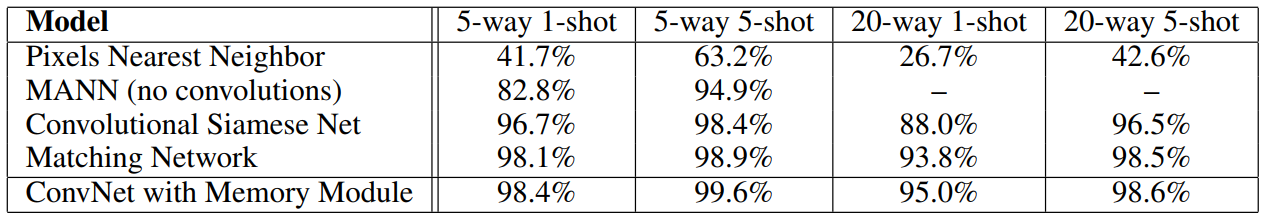 Model 5-way 1-shot 5-way 5-shot 20-way 1-shot 20-way 5-shot
Pixels Nearest Neighbor 41.7% 63.2% 26.7% 42.6%
MANN (no convolutions) 82.8% 94.9% – –
Convolutional Siamese Net 96.7% 98.4% 88.0% 96.5%
Matching Network 98.1% 98.9% 93.8% 98.5%
ConvNet with Memory Module 98.4% 99.6% 95.0% 98.6%